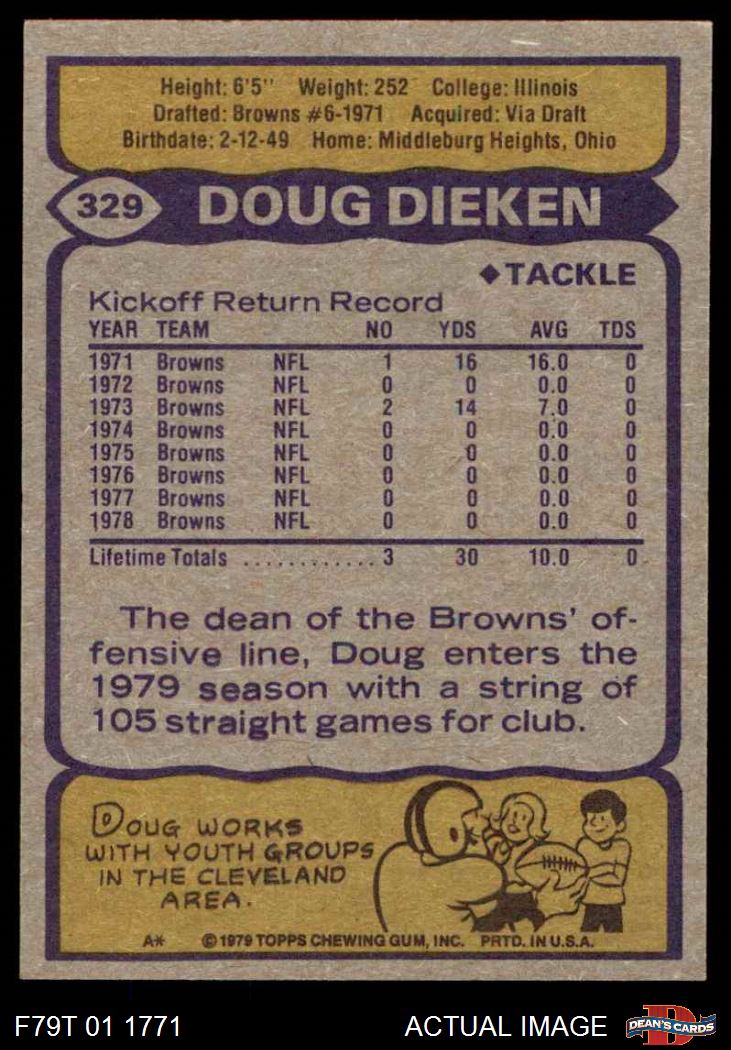 Height: 6'5" Weight: 252 College: Illinois
Drafted: Browns #6-1971 Acquired: Via Draft
Birthdate: 2-12-49 Home: Middleburg Heights, Ohio
329 DOUG DIEKEN
◆TACKLE
Kickoff Return Record
YEAR TEAM NO YDS AVG TDS
1971 Browns NFL 1 16 16.0 0
1972 Browns NFL 0 0 0.0 0
1973 Browns NFL 2 14 7.0 0
1974 Browns NFL 0 0 0.0 0
1975 Browns NFL 0 0 0.0 0
1976 Browns NFL 0 0 0.0 0
1977 Browns NFL 0 0 0.0 0
1978 Browns NFL 0 0 0.0 0
Lifetime Totals ............ 3 30 10.0 0
The dean of the Browns' of-
fensive line, Doug enters the
1979 season with a string of
105 straight games for club.
DOUG WORKS
WITH YOUTH GROUPS
IN THE CLEVELAND
AREA.
A* © 1979 TOPPS CHEWING GUM, INC. PRTD. IN U.S.A.
F79T 01 1771 ACTUAL IMAGE D DEAN'S CARDS